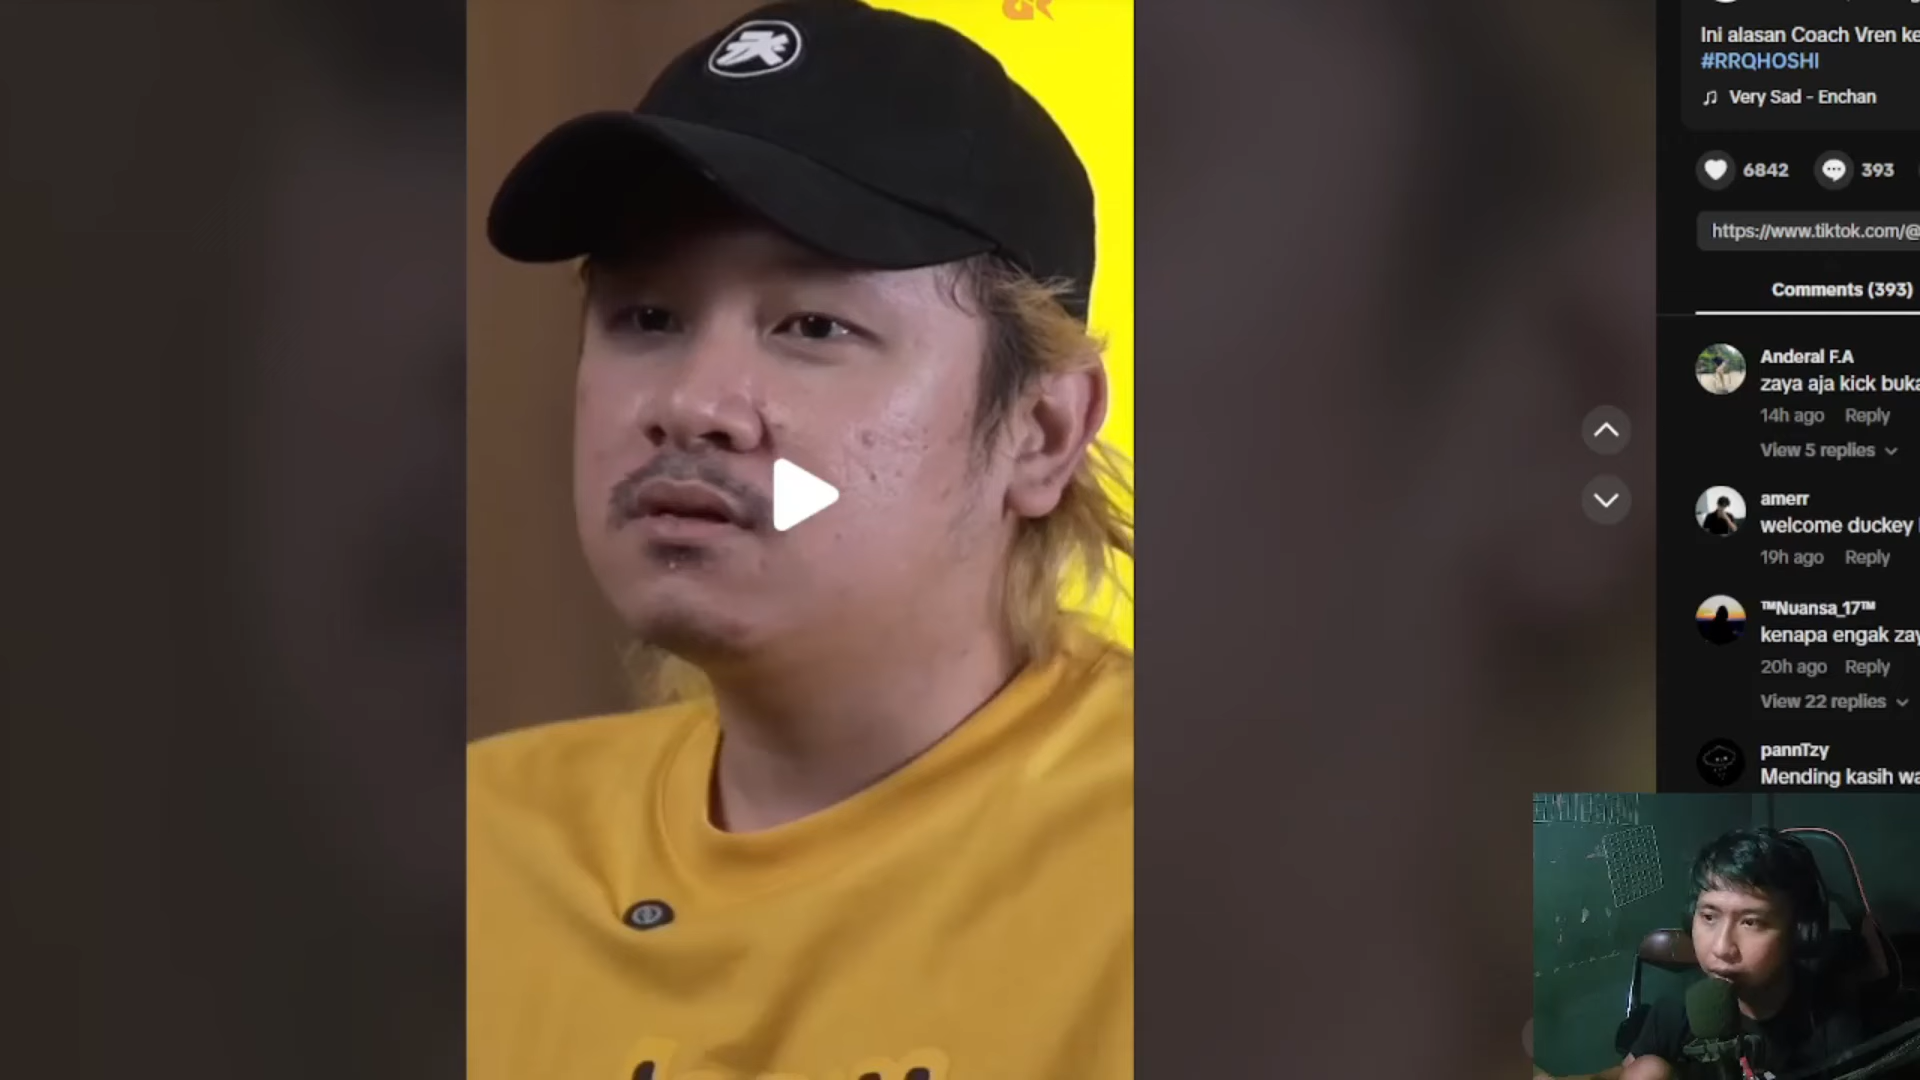 Ini alasan Coach Vren ke
#RRQHOSHI
Very Sad - Enchan
6842
393
https://www.tiktok.com/@
Comments (393)
Anderal F.A
zaya aja kick buka
14h ago Reply
View 5 replies
amerr
welcome duckey
19h ago Reply
™Nuansa_17™
kenapa engak zay
20h ago Reply
View 22 replies
pannTzy
Mending kasih wa